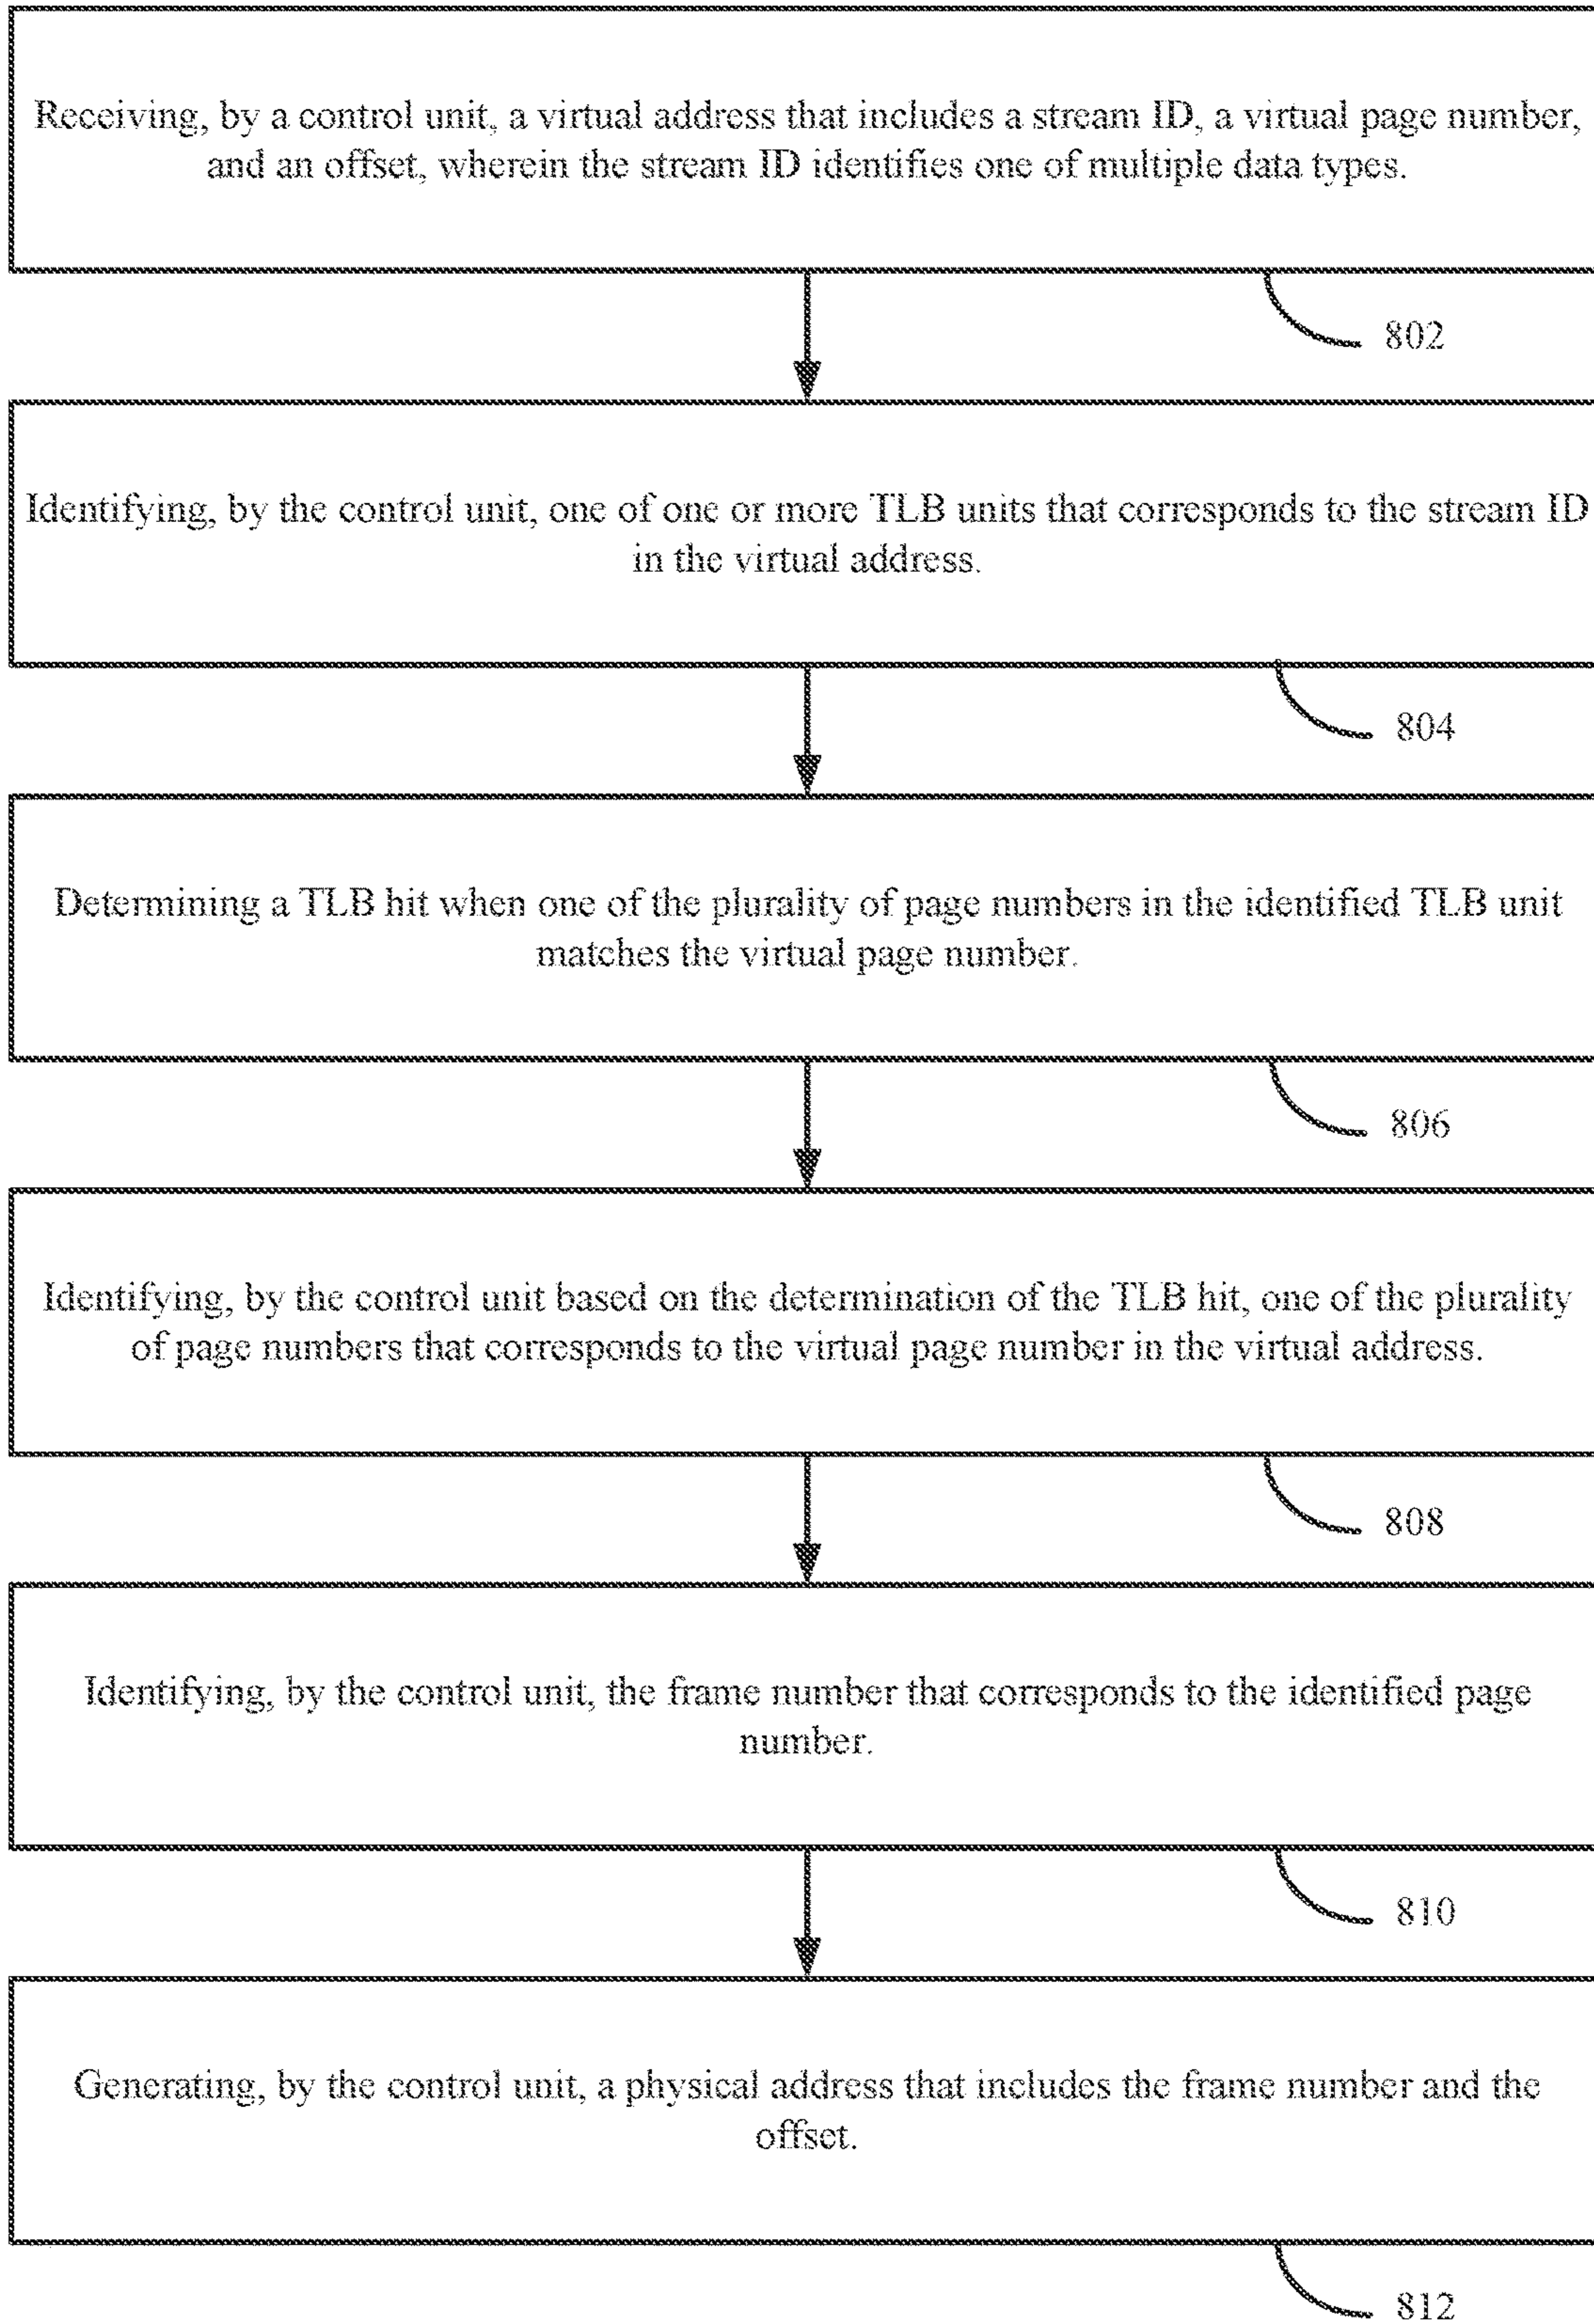 Receiving, by a control unit, a virtual address that includes a stream ID, a virtual page number,
and an offset, wherein the stream ID identifies one of multiple data types.
802
Identifying, by the control unit, one of one or more TLB units that corresponds to the stream ID
in the virtual address.
804
Determining a TLB hit when one of the plurality of page numbers in the identified TLB unit
matches the virtual page number.
806
Identifying, by the control unit based on the determination of the TLB hit, one of the plurality
of page numbers that corresponds to the virtual page number in the virtual address.
808
Identifying, by the control unit, the frame number that corresponds to the identified page
number.
810
Generating, by the control unit, a physical address that includes the frame number and the
offset.
812